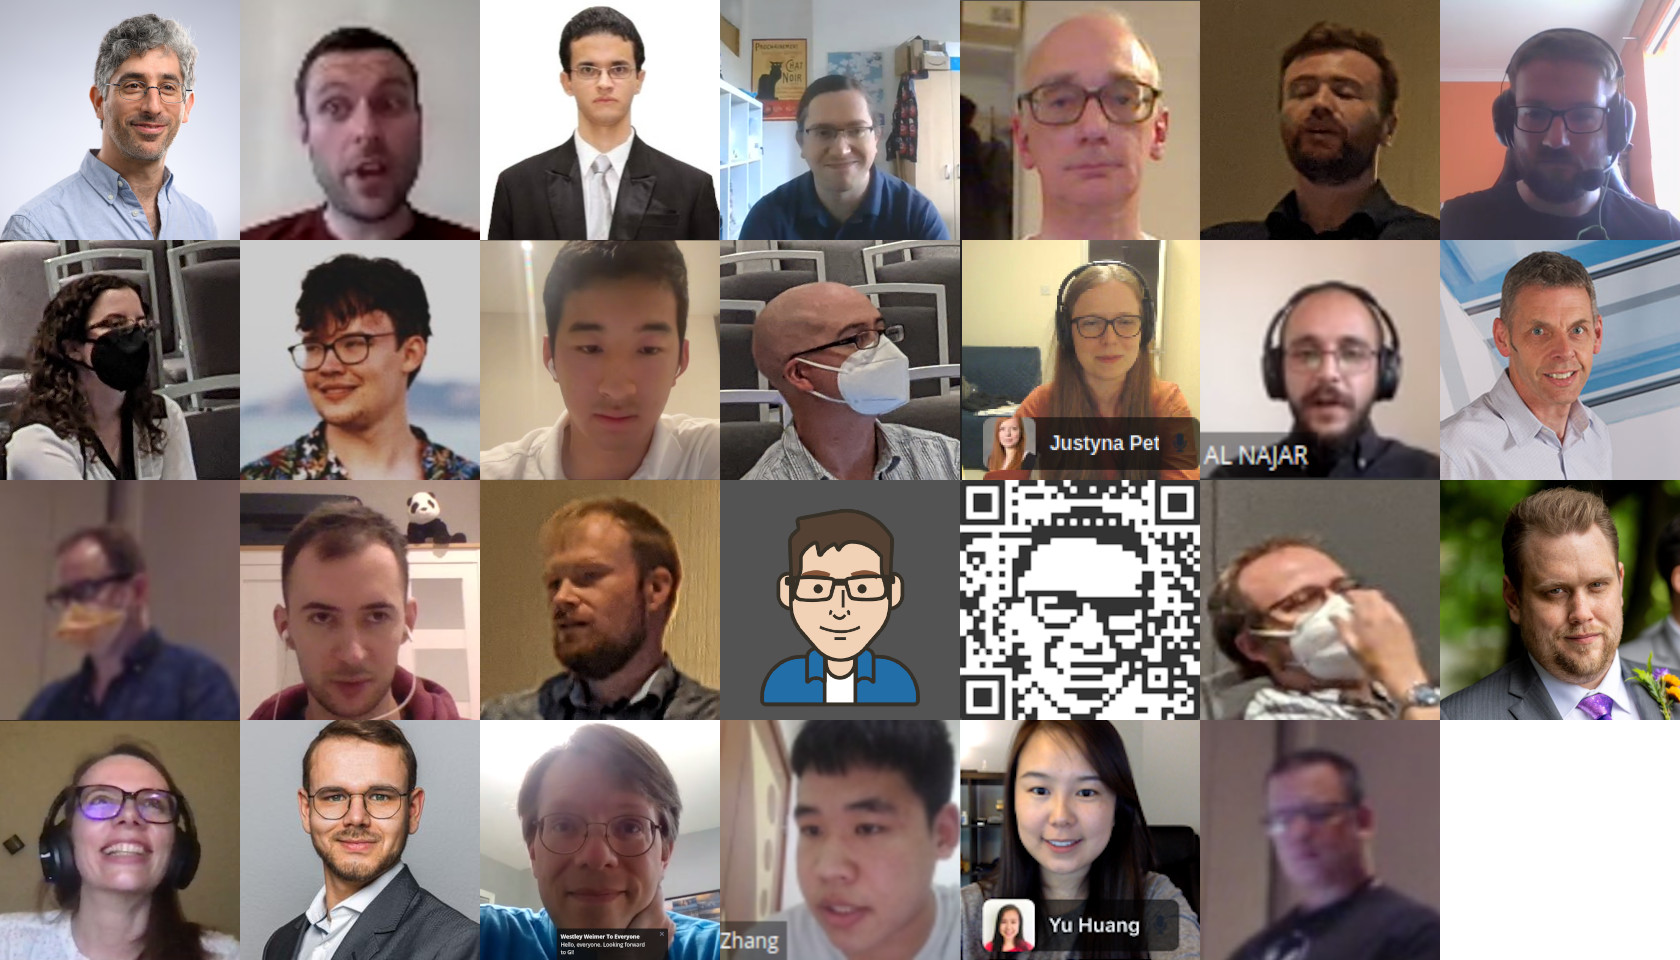 PROCHAINEMENT
CHAT
NOIR
Justyna Pet
AL NAJAR
Westley Weimer To Everyone
Hello, everyone. Looking forward
to GI!
Zhang
Yu Huang